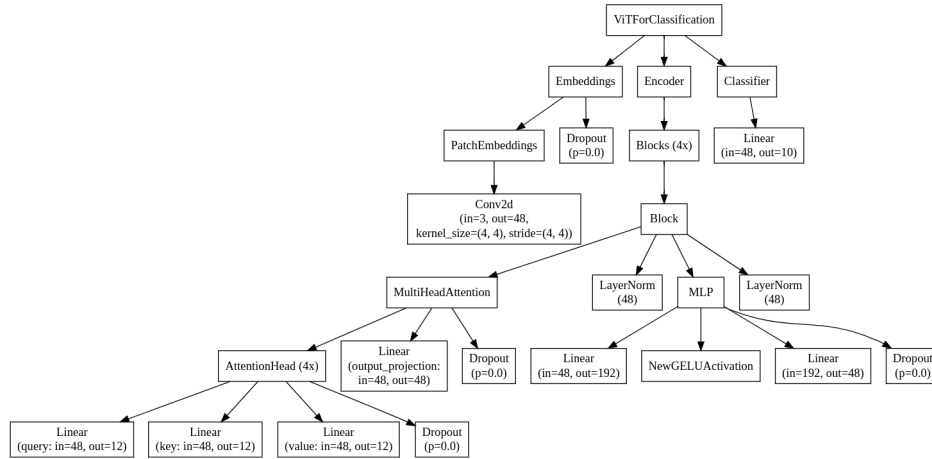 ViTForClassification
Embeddings
Encoder
Classifier
PatchEmbeddings
Dropout
(p=0.0)
Blocks (4x)
Linear
(in=48, out=10)
Conv2d
(in=3, out=48,
kernel_size=(4, 4), stride=(4, 4))
Block
MultiHeadAttention
LayerNorm
(48)
MLP
LayerNorm
(48)
AttentionHead (4x)
Linear
(output_projection:
in=48, out=48)
Dropout
(p=0.0)
Linear
(in=48, out=192)
NewGELUActivation
Linear
(in=192, out=48)
Dropout
(p=0.0)
Linear
(query: in=48, out=12)
Linear
(key: in=48, out=12)
Linear
(value: in=48, out=12)
Dropout
(p=0.0)